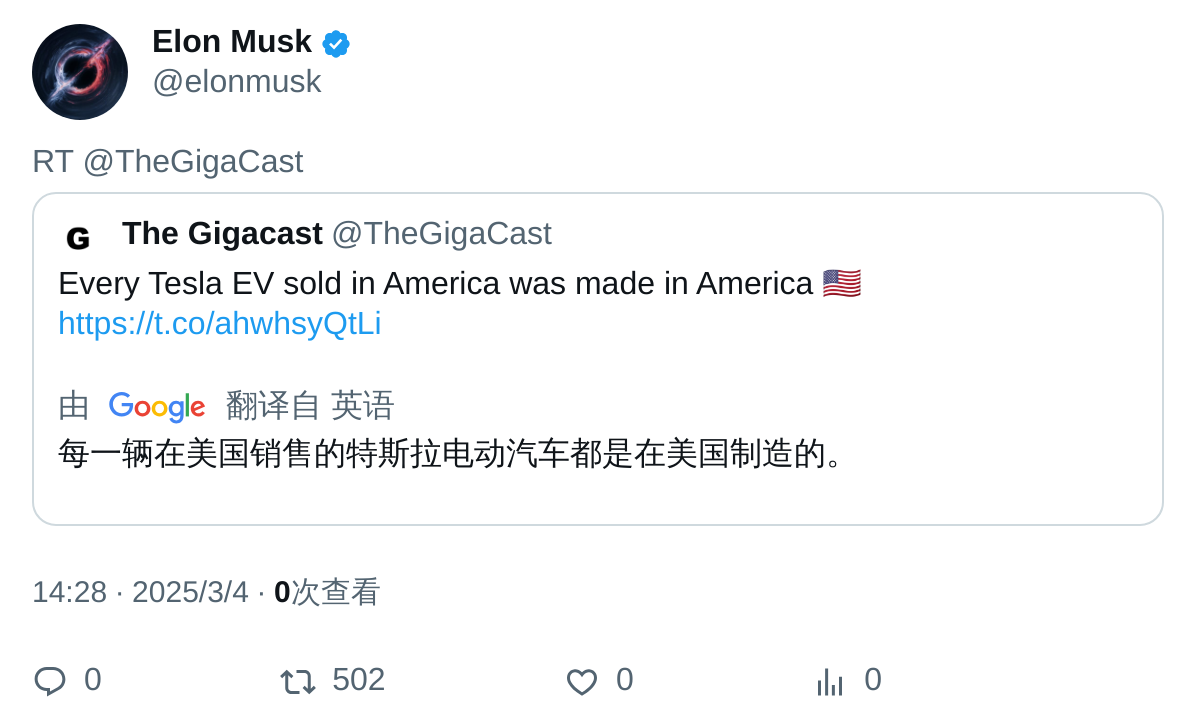 Elon Musk
@elonmusk
RT @TheGigaCast
G The Gigacast @TheGigaCast
Every Tesla EV sold in America was made in America 🇺🇸
https://t.co/ahwhsyQtLi
由 Google 翻译自 英语
每一辆在美国销售的特斯拉电动汽车都是在美国制造的。
14:28 · 2025/3/4 · 0次查看
0 502 0 0